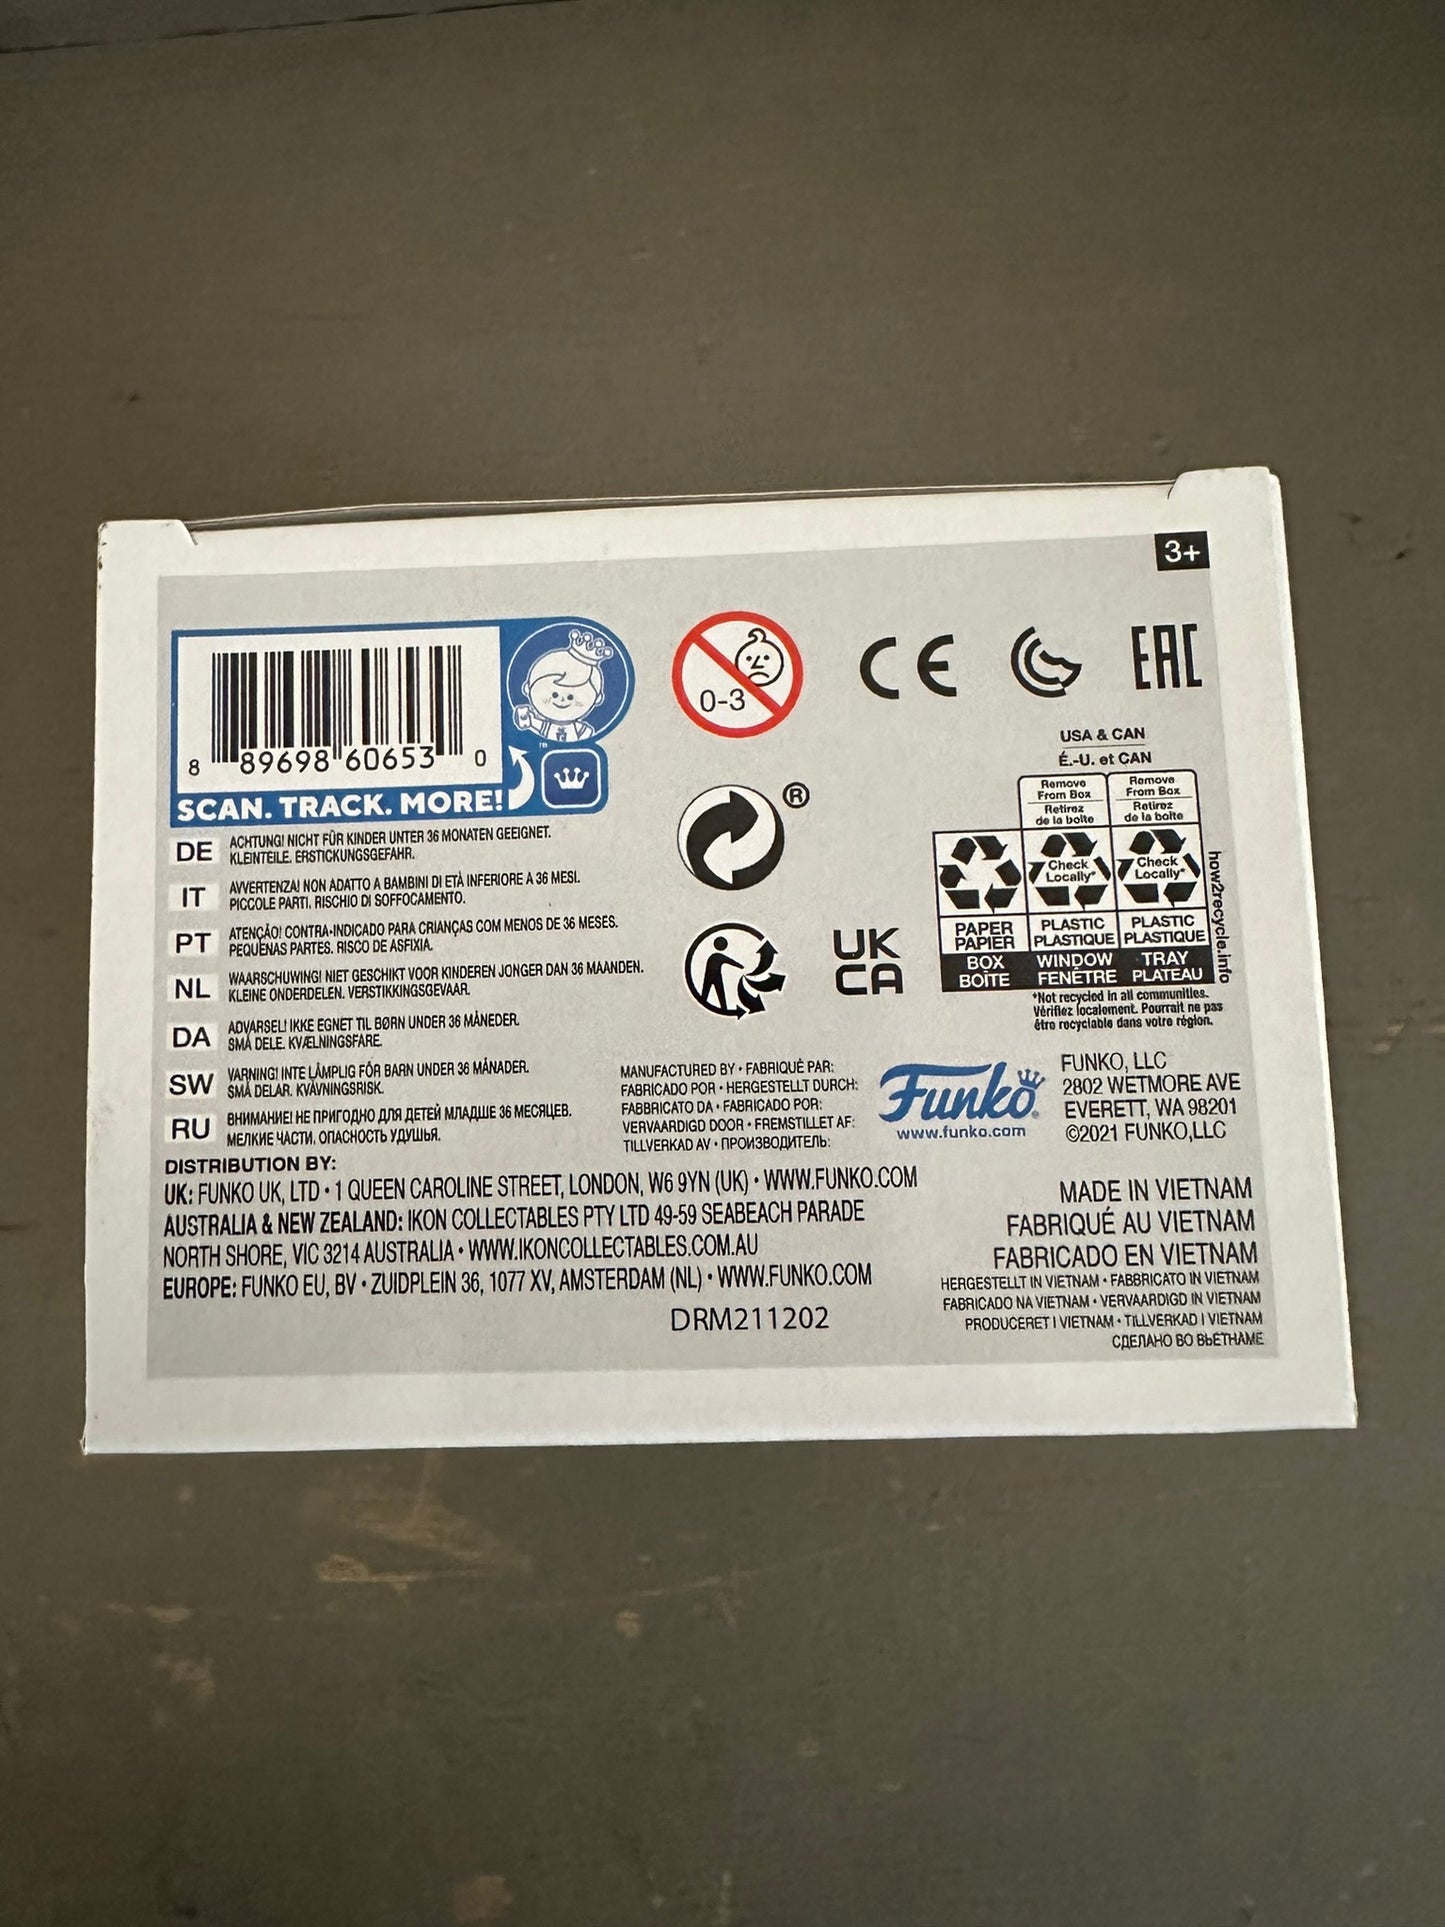 3+
8 89698 60653 0
SCAN. TRACK. MORE!
™
0-3
CE
EAC
DE
ACHTUNG! NICHT FÜR KINDER UNTER 36 MONATEN GEEIGNET.
KLEINTEILE. ERSTICKUNGSGEFAHR.
IT
AVVERTENZA! NON ADATTO A BAMBINI DI ETÀ INFERIORE A 36 MESI.
PICCOLE PARTI. RISCHIO DI SOFFOCAMENTO.
PT
ATENÇÃO! CONTRA-INDICADO PARA CRIANÇAS COM MENOS DE 36 MESES.
PEQUENAS PARTES. RISCO DE ASFIXIA.
NL
WAARSCHUWING! NIET GESCHIKT VOOR KINDEREN JONGER DAN 36 MAANDEN.
KLEINE ONDERDELEN. VERSTIKKINGSGEVAAR.
DA
ADVARSEL! IKKE EGNET TIL BØRN UNDER 36 MÅNEDER.
SMÅ DELE. KVÆLNINGSFARE.
SW
VARNING! INTE LÄMPLIG FÖR BARN UNDER 36 MÅNADER.
SMÅ DELAR. KVÄVNINGSRISK.
RU
ВНИМАНИЕ! НЕ ПРИГОДНО ДЛЯ ДЕТЕЙ МЛАДШЕ 36 МЕСЯЦЕВ.
МЕЛКИЕ ЧАСТИ, ОПАСНОСТЬ УДУШЬЯ.
®
UK
CA
USA & CAN
É.-U. et CAN
Remove
From Box
Retirez
de la boîte
Remove
From Box
Retirez
de la boîte
Check
Locally*
Check
Locally*
PAPER
PAPIER
PLASTIC
PLASTIQUE
PLASTIC
PLASTIQUE
BOX
BOÎTE
WINDOW
FENÊTRE
TRAY
PLATEAU
how2recycle.info
*Not recycled in all communities.
Vérifiez localement. Pourrait ne pas
être recyclable dans votre région.
MANUFACTURED BY • FABRIQUÉ PAR:
FABRICADO POR • HERGESTELLT DURCH:
FABBRICATO DA • FABRICADO POR:
VERVAARDIGD DOOR • FREMSTILLET AF:
TILLVERKAD AV • ПРОИЗВОДИТЕЛЬ:
Funko®
www.funko.com
FUNKO, LLC
2802 WETMORE AVE
EVERETT, WA 98201
©2021 FUNKO,LLC
DISTRIBUTION BY:
UK: FUNKO UK, LTD • 1 QUEEN CAROLINE STREET, LONDON, W6 9YN (UK) • WWW.FUNKO.COM
AUSTRALIA & NEW ZEALAND: IKON COLLECTABLES PTY LTD 49-59 SEABEACH PARADE
NORTH SHORE, VIC 3214 AUSTRALIA • WWW.IKONCOLLECTABLES.COM.AU
EUROPE: FUNKO EU, BV • ZUIDPLEIN 36, 1077 XV, AMSTERDAM (NL) • WWW.FUNKO.COM
DRM211202
MADE IN VIETNAM
FABRIQUÉ AU VIETNAM
FABRICADO EN VIETNAM
HERGESTELLT IN VIETNAM • FABBRICATO IN VIETNAM
FABRICADO NA VIETNAM • VERVAARDIGD IN VIETNAM
PRODUCERET I VIETNAM • TILLVERKAD I VIETNAM
СДЕЛАНО ВО ВЬЕТНАМЕ